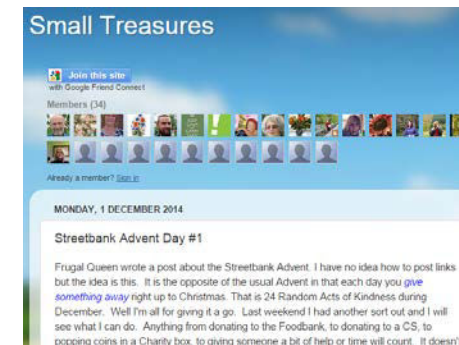 Small Treasures
Join this site
with Google Friend Connect
Members (34)
Already a member? Sign in
MONDAY, 1 DECEMBER 2014
Streetbank Advent Day #1
Frugal Queen wrote a post about the Streetbank Advent. I have no idea how to post links
but the idea is this. It is the opposite of the usual Advent in that each day you give
something away right up to Christmas. That is 24 Random Acts of Kindness during
December. Well I'm all for giving it a go. Last weekend I had another sort out and I will
see what I can do. Anything from donating to the Foodbank, to donating to a CS, to
popping coins in a Charity box, to giving someone a bit of help or time will count. It doesn't